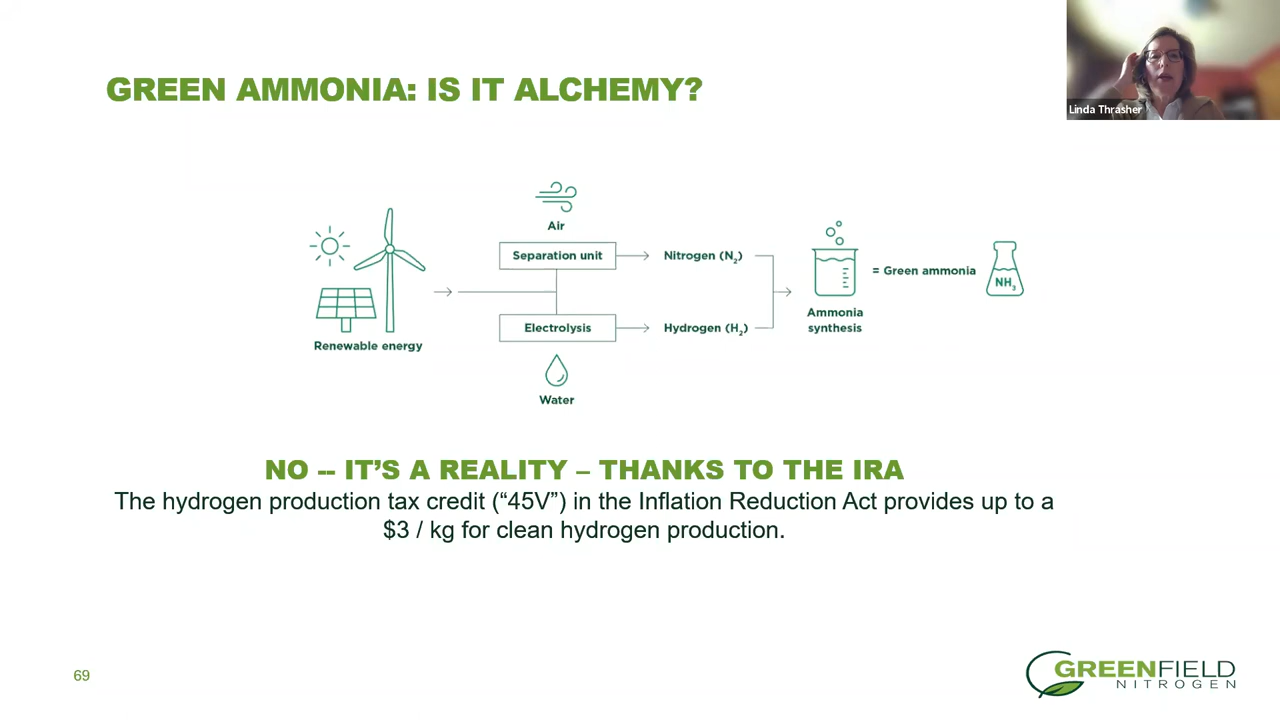 GREEN AMMONIA: IS IT ALCHEMY?
Linda Thrasher
Air
Separation unit
Nitrogen (N₂)
Renewable energy
Electrolysis
Hydrogen (H₂)
Water
Ammonia
synthesis
= Green ammonia
NH₃
NO -- IT’S A REALITY – THANKS TO THE IRA
The hydrogen production tax credit (“45V”) in the Inflation Reduction Act provides up to a
$3 / kg for clean hydrogen production.
69
GREENFIELD
NITROGEN